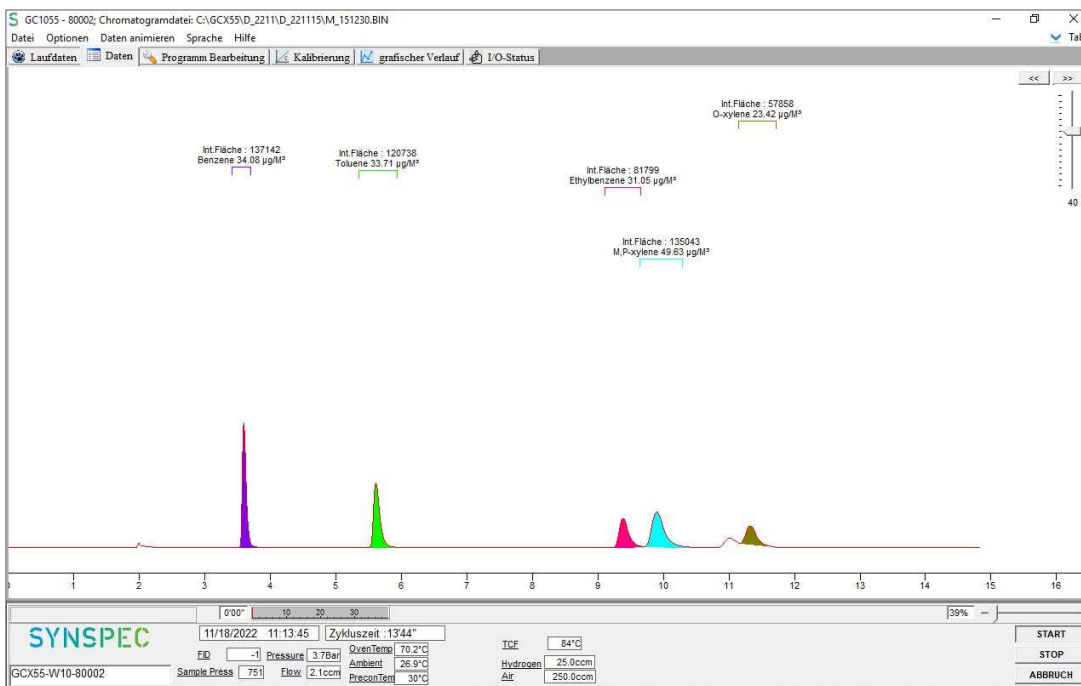 S GC1055 - 80002; Chromatogramdatei: C:\GCX55\D_2211\D_221115\M_151230.BIN
Datei Optionen Daten animieren Sprache Hilfe
Tab
Laufdaten Daten Programm Bearbeitung Kalibrierung grafischer Verlauf I/O-Status
<< >>
Int.Fläche : 57858
O-xylene 23.42 µg/M³
Int.Fläche : 137142
Benzene 34.08 µg/M³
Int.Fläche : 120738
Toluene 33.71 µg/M³
Int.Fläche : 81799
Ethylbenzene 31.05 µg/M³
40
Int.Fläche : 135043
M,P-xylene 49.63 µg/M³
1 2 3 4 5 6 7 8 9 10 11 12 13 14 15 16
0'00" 10 20 30 39%
SYNSPEC
11/18/2022 11:13:45 Zykluszeit :13'44"
START
FID -1 Pressure 3.7Bar OvenTemp 70.2°C TCF 84°C
STOP
Ambient 26.9°C Hydrogen 25.0ccm
GCX55-W10-80002 Sample Press 751 Flow 2.1ccm PreconTem 30°C Air 250.0ccm
ABBRUCH